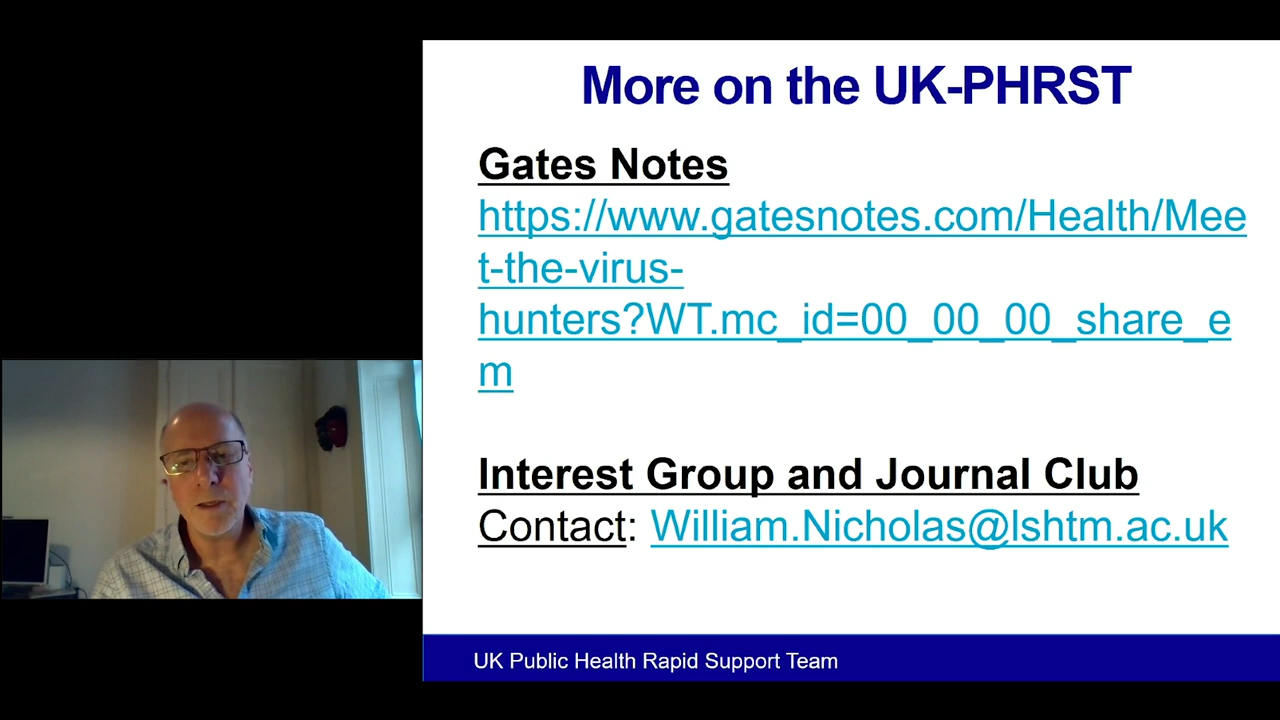 More on the UK-PHRST
Gates Notes
https://www.gatesnotes.com/Health/Mee
t-the-virus-
hunters?WT.mc_id=00_00_00_share_e
m
Interest Group and Journal Club
Contact: William.Nicholas@lshtm.ac.uk
UK Public Health Rapid Support Team